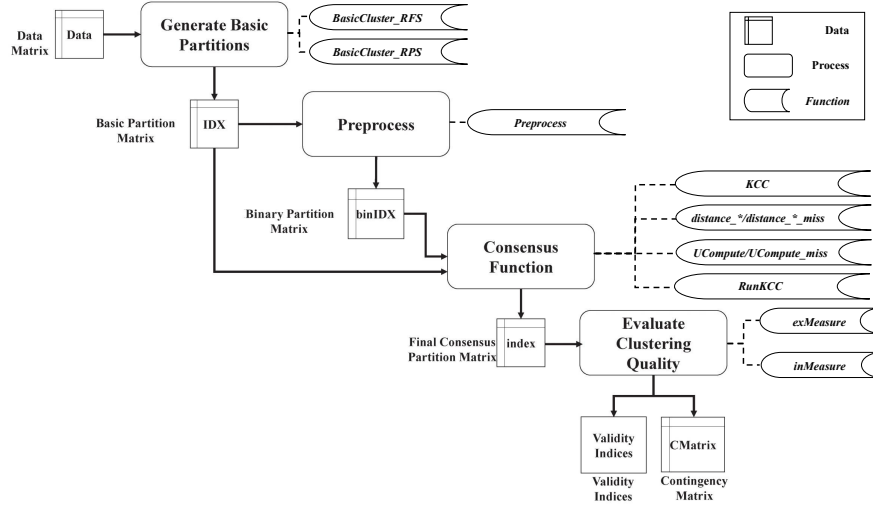 Data
Matrix
Data
Generate Basic
Partitions
BasicCluster_RFS
BasicCluster_RPS
Data
Process
Function
Basic Partition
Matrix
IDX
Preprocess
Preprocess
Binary Partition
Matrix
binIDX
Consensus
Function
KCC
distance_*/distance_*_miss
UCompute/UCompute_miss
RunKCC
Final Consensus
Partition Matrix
index
Evaluate
Clustering
Quality
exMeasure
inMeasure
Validity
Indices
CMatrix
Validity
Indices
Contingency
Matrix